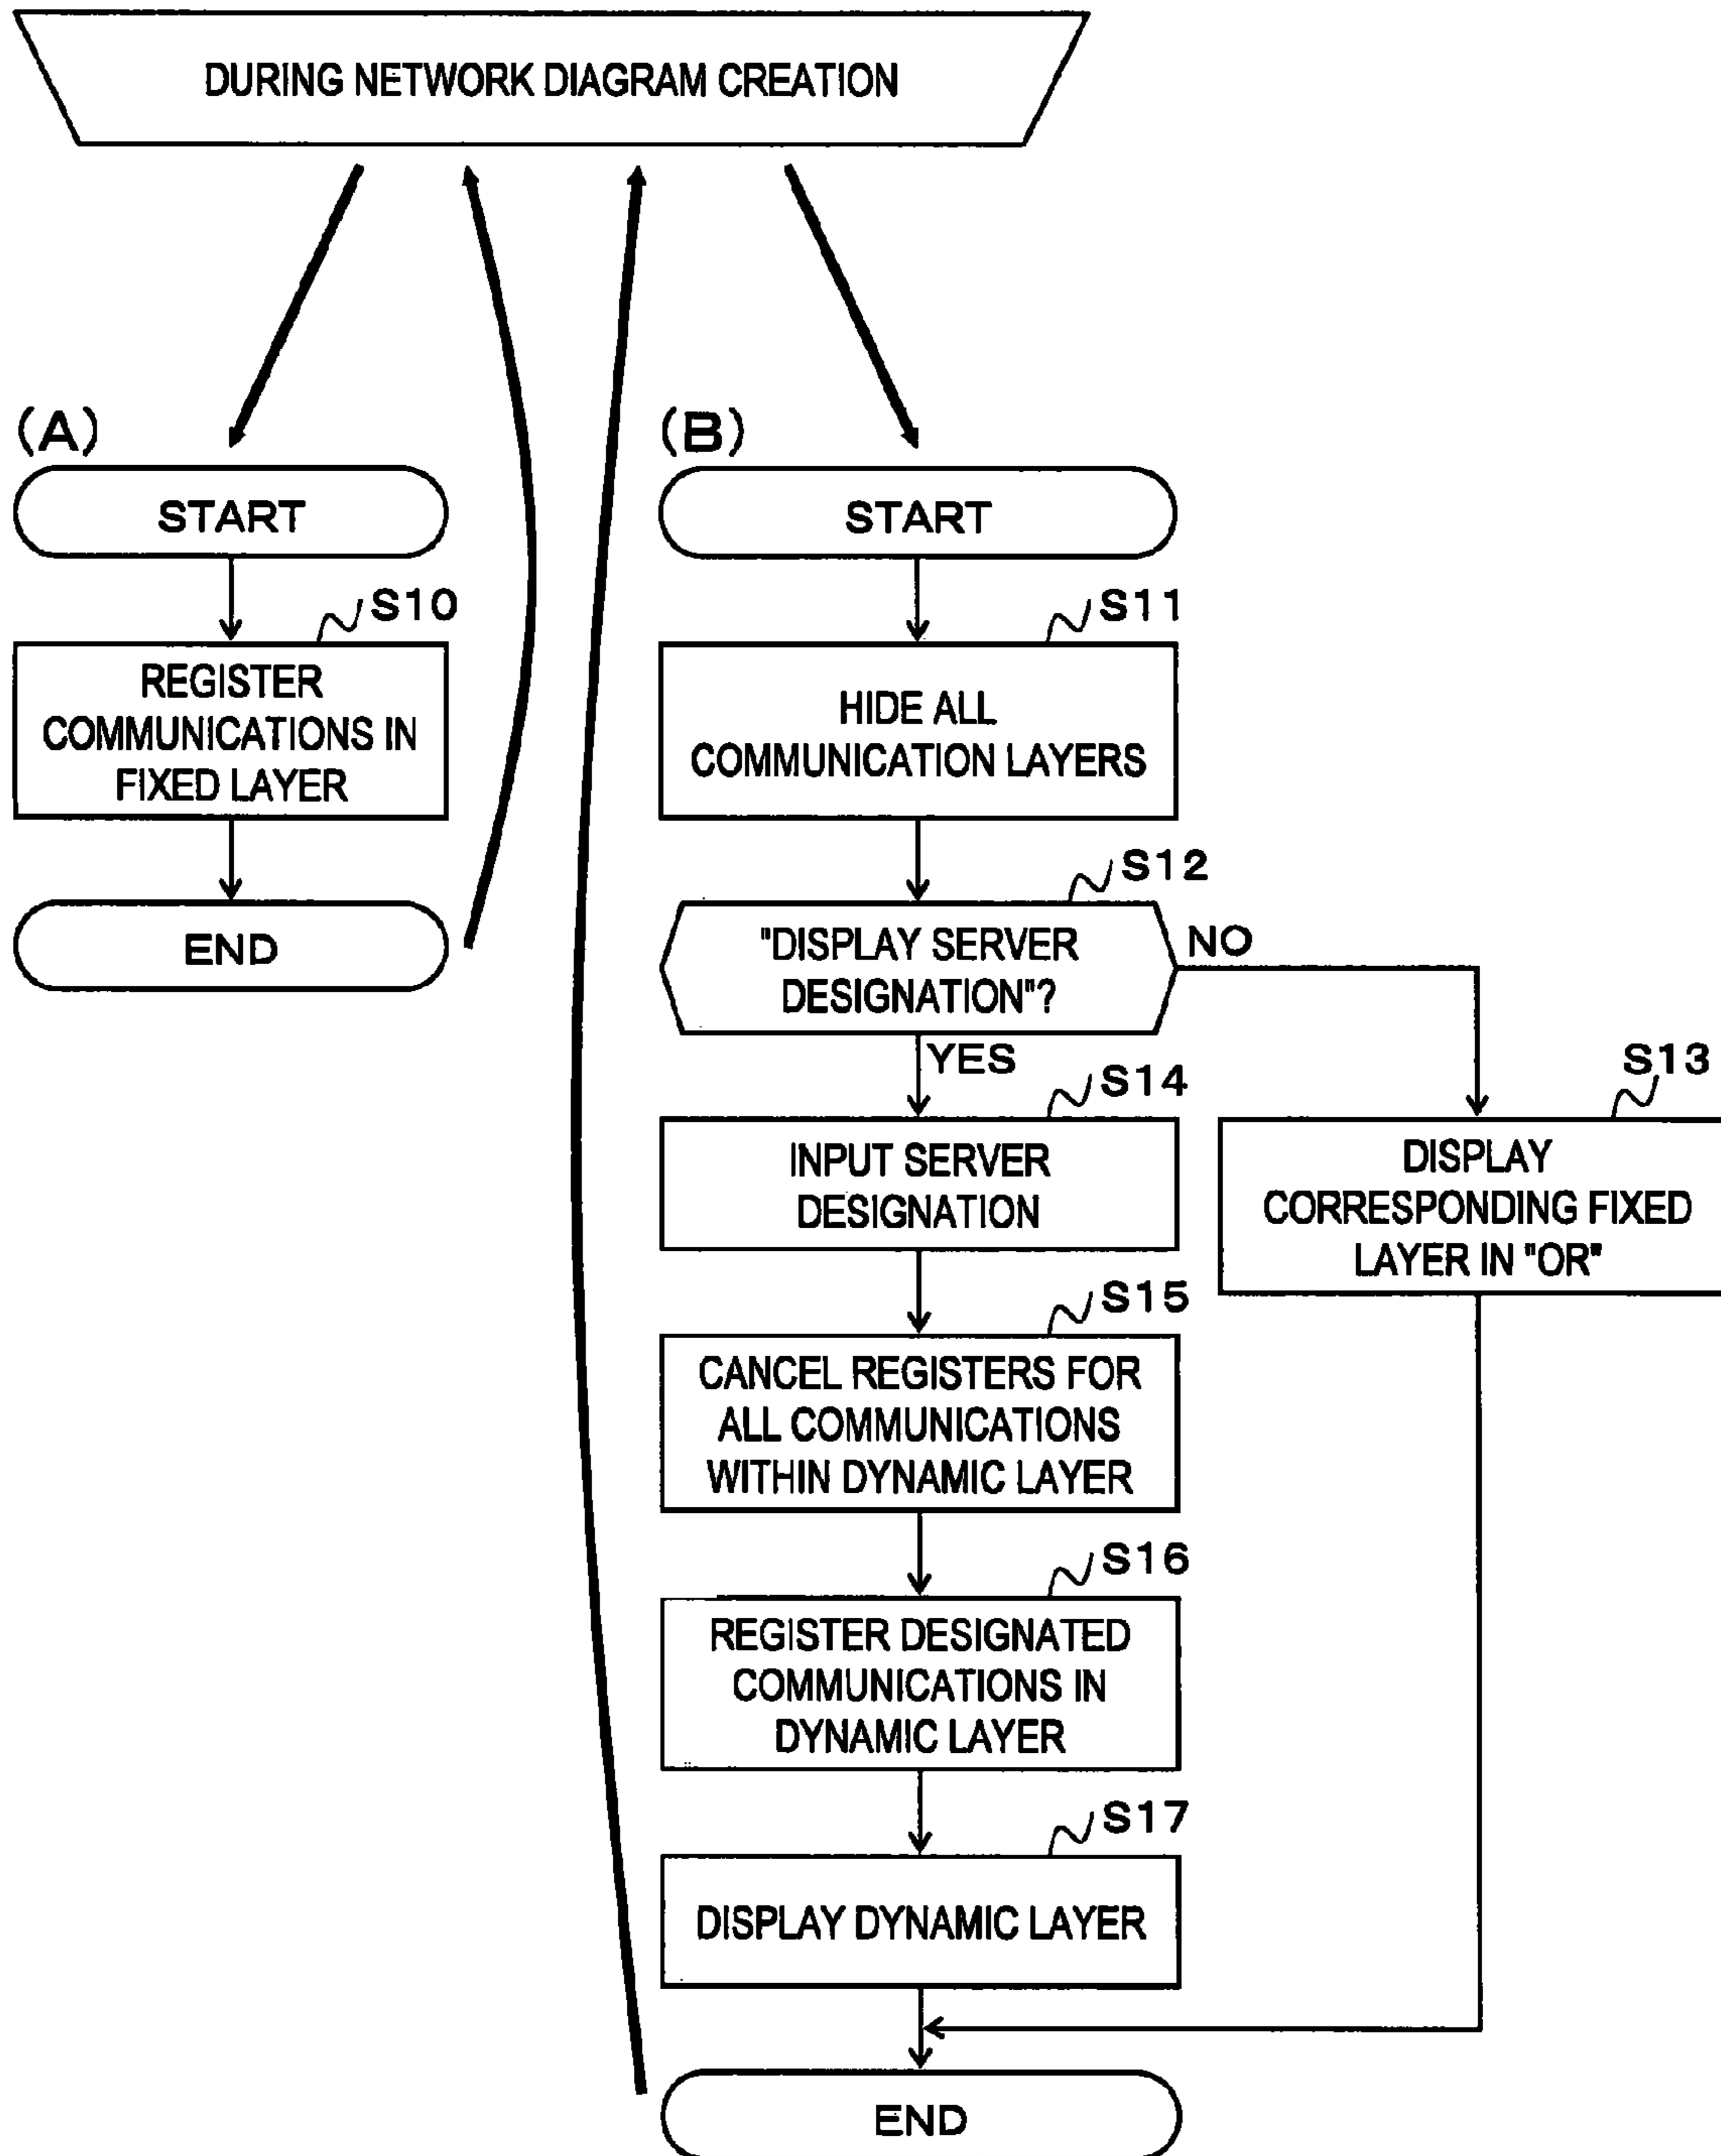 DURING NETWORK DIAGRAM CREATION
(A)
START
S10
REGISTER
COMMUNICATIONS IN
FIXED LAYER
END
(B)
START
S11
HIDE ALL
COMMUNICATION LAYERS
S12
"DISPLAY SERVER
DESIGNATION"?
NO
YES
S13
DISPLAY
CORRESPONDING FIXED
LAYER IN "OR"
S14
INPUT SERVER
DESIGNATION
S15
CANCEL REGISTERS FOR
ALL COMMUNICATIONS
WITHIN DYNAMIC LAYER
S16
REGISTER DESIGNATED
COMMUNICATIONS IN
DYNAMIC LAYER
S17
DISPLAY DYNAMIC LAYER
END